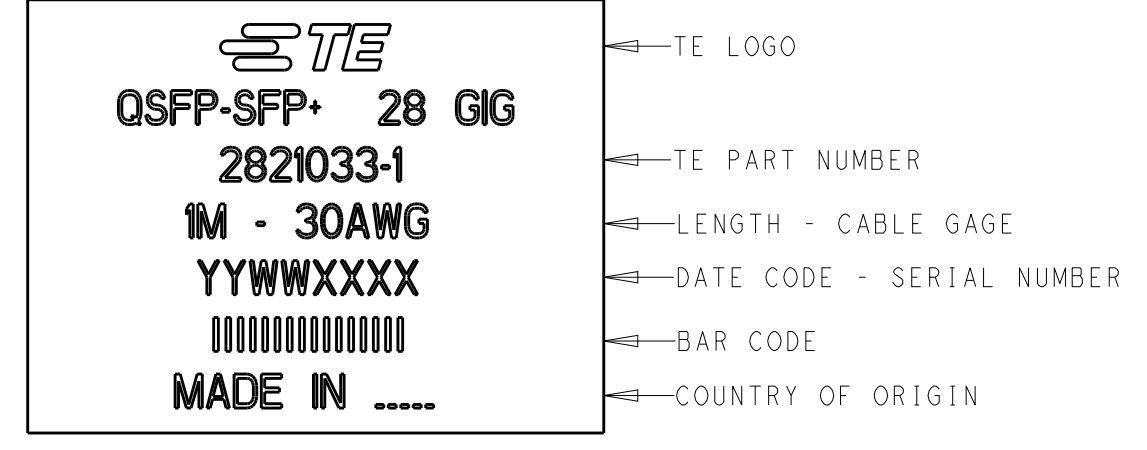 TE TE LOGO
QSFP-SFP+ 28 GIG
2821033-1 TE PART NUMBER
1M - 30AWG LENGTH - CABLE GAGE
YYWWXXXX DATE CODE - SERIAL NUMBER
BAR CODE
MADE IN _____ COUNTRY OF ORIGIN